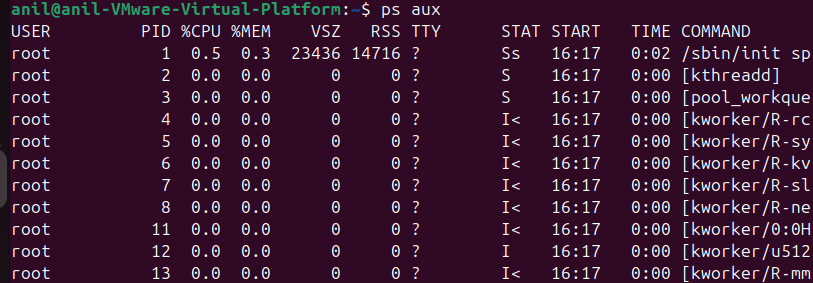 anil@anil-VMware-Virtual-Platform:~$ ps aux
USER PID %CPU %MEM VSZ RSS TTY STAT START TIME COMMAND
root 1 0.5 0.3 23436 14716 ? Ss 16:17 0:02 /sbin/init sp
root 2 0.0 0.0 0 0 ? S 16:17 0:00 [kthreadd]
root 3 0.0 0.0 0 0 ? S 16:17 0:00 [pool_workque
root 4 0.0 0.0 0 0 ? I< 16:17 0:00 [kworker/R-rc
root 5 0.0 0.0 0 0 ? I< 16:17 0:00 [kworker/R-sy
root 6 0.0 0.0 0 0 ? I< 16:17 0:00 [kworker/R-kv
root 7 0.0 0.0 0 0 ? I< 16:17 0:00 [kworker/R-sl
root 8 0.0 0.0 0 0 ? I< 16:17 0:00 [kworker/R-ne
root 11 0.0 0.0 0 0 ? I< 16:17 0:00 [kworker/0:0H
root 12 0.0 0.0 0 0 ? I 16:17 0:00 [kworker/u512
root 13 0.0 0.0 0 0 ? I< 16:17 0:00 [kworker/R-mm